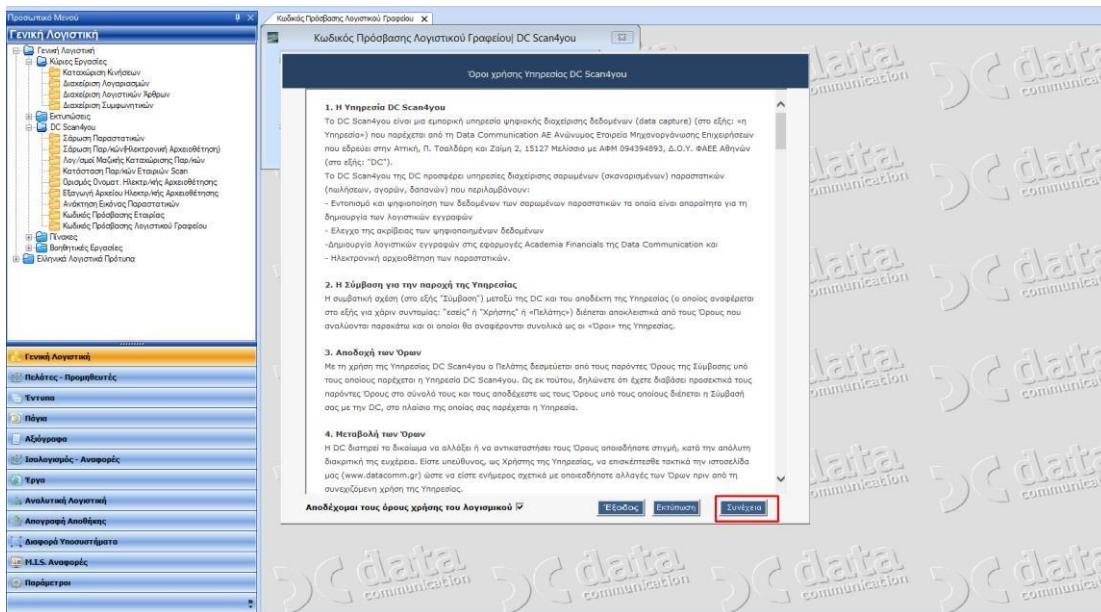 Προσωπικό Μενού
Γενική Λογιστική
Γενική Λογιστική
Κύριες Εργασίες
Καταχώριση Κινήσεων
Διαχείριση Λογαριασμών
Διαχείριση Λογιστικών Άρθρων
Διαχείριση Συμφωνητικών
Εκτυπώσεις
DC Scan4you
Σάρωση Παραστατικών
Σάρωση Παρ/κών(Ηλεκτρονική Αρχειοθέτηση)
Λογ/σμοί Μαζικής Καταχώρισης Παρ/κών
Κατάσταση Παρ/κών Εταιριών Scan
Ορισμός Ονοματ. Ηλεκτρ/κής Αρχειοθέτησης
Εξαγωγή Αρχείου Ηλεκτρ/κής Αρχειοθέτησης
Ανάκτηση Εικόνας Παραστατικών
Κωδικός Πρόσβασης Εταιρίας
Κωδικός Πρόσβασης Λογιστικού Γραφείου
Πίνακες
Βοηθητικές Εργασίες
Ελληνικά Λογιστικά Πρότυπα
Γενική Λογιστική
Πελάτες - Προμηθευτές
Έντυπα
Πάγια
Αξιόγραφα
Ισολογισμός - Αναφορές
Έργα
Αναλυτική Λογιστική
Απογραφή Αποθήκης
Διαφορά Υποσυστήματα
M.I.S. Αναφορές
Παράμετροι
Κωδικός Πρόσβασης Λογιστικού Γραφείου
Κωδικός Πρόσβασης Λογιστικού Γραφείου| DC Scan4you
Όροι χρήσης Υπηρεσίας DC Scan4you
1. Η Υπηρεσία DC Scan4you
Το DC Scan4you είναι μια εμπορική υπηρεσία ψηφιακής διαχείρισης δεδομένων (data capture) (στο εξής: «η
Υπηρεσία») που παρέχεται από τη Data Communication ΑΕ Ανώνυμος Εταιρεία Μηχανοργάνωσης Επιχειρήσεων
που εδρεύει στην Αττική, Π. Τσαλδάρη και Ζαΐμη 2, 15127 Μελίσσια με ΑΦΜ 094394893, Δ.Ο.Υ. ΦΑΕΕ Αθηνών
(στο εξής: "DC").
Το DC Scan4you της DC προσφέρει υπηρεσίες διαχείρισης σαρωμένων (σκαναρισμένων) παραστατικών
(πωλήσεων, αγορών, δαπανών) που περιλαμβάνουν:
- Εντοπισμό και ψηφιοποίηση των δεδομένων των σαρωμένων παραστατικών τα οποία είναι απαραίτητα για τη
δημιουργία των λογιστικών εγγραφών
- Έλεγχο της ακρίβειας των ψηφιοποιημένων δεδομένων
-Δημιουργία λογιστικών εγγραφών στις εφαρμογές Academia Financials της Data Communication και
- Ηλεκτρονική αρχειοθέτηση των παραστατικών.
2. Η Σύμβαση για την παροχή της Υπηρεσίας
Η συμβατική σχέση (στο εξής "Σύμβαση") μεταξύ της DC και του αποδέκτη της Υπηρεσίας (ο οποίος αναφέρεται
στο εξής για χάριν συντομίας: "εσείς" ή "Χρήστης" ή «Πελάτης») διέπεται αποκλειστικά από τους Όρους που
αναλύονται παρακάτω και οι οποίοι θα αναφέρονται συνολικά ως οι «Όροι» της Υπηρεσίας.
3. Αποδοχή των Όρων
Με τη χρήση της Υπηρεσίας DC Scan4you ο Πελάτης δεσμεύεται από τους παρόντες Όρους της Σύμβασης υπό
τους οποίους παρέχεται η Υπηρεσία DC Scan4you. Ως εκ τούτου, δηλώνετε ότι έχετε διαβάσει προσεκτικά τους
παρόντες Όρους στο σύνολό τους και τους αποδέχεστε ως τους Όρους υπό τους οποίους διέπεται η Σύμβασή
σας με την DC, στο πλαίσιο της οποίας σας παρέχεται η Υπηρεσία.
4. Μεταβολή των Όρων
Η DC διατηρεί το δικαίωμα να αλλάξει ή να αντικαταστήσει τους Όρους οποιαδήποτε στιγμή, κατά την απόλυτη
διακριτική της ευχέρεια. Είστε υπεύθυνος, ως Χρήστης της Υπηρεσίας, να επισκέπτεσθε τακτικά την ιστοσελίδα
μας (www.datacomm.gr) ώστε να είστε ενήμερος σχετικά με οποιεσδήποτε αλλαγές των Όρων πριν από τη
συνεχιζόμενη χρήση της Υπηρεσίας.
Αποδέχομαι τους όρους χρήσης του λογισμικού
Έξοδος
Εκτύπωση
Συνέχεια
data communication